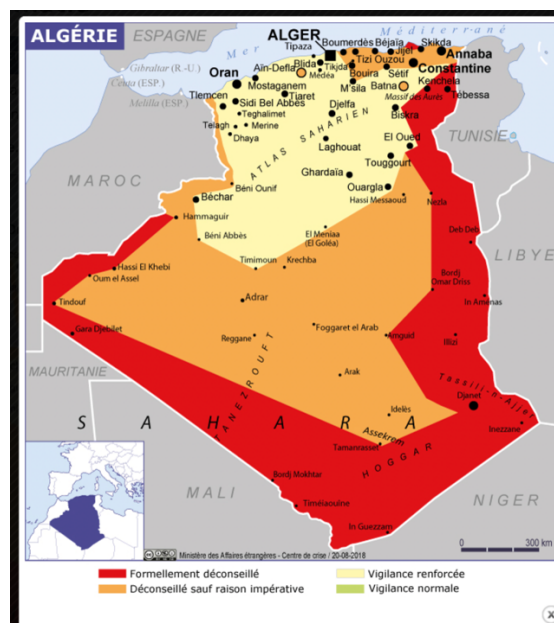 ALGÉRIE
ESPAGNE
Mer Méditerranée
Gibraltar (R.-U.)
Ceuta (ESP.)
Melilla (ESP.)
ALGER
Tipaza
Boumerdès
Béjaïa
Jijel
Skikda
Annaba
Blida
Tizi Ouzou
Constantine
Aïn-Defla
Tikjda
Médéa
Bouira
Sétif
Oran
Mostaganem
M'sila
Batna
Kenchela
Massif des Aurès
Tébessa
Tlemcen
Tiaret
Sidi Bel Abbès
Djelfa
Biskra
Teghalimet
Telagh
Merine
Dhaya
ATLAS SAHARIEN
El Oued
TUNISIE
Laghouat
Touggourt
MAROC
Ghardaïa
Béni Ounif
Ouargla
Béchar
Hassi Messaoud
Nezla
Hammaguir
Béni Abbès
El Meniaa
(El Goléa)
Deb Deb
LIBYE
Timimoun
Krechba
Hassi El Khebi
Oum el Assel
Bordj
Omar Driss
In Amenas
Tindouf
Adrar
Gara Djebilet
Reggane
Foggaret el Arab
Amguid
Illizi
MAURITANIE
TANEZROUFT
Arak
Tassili-n-Ajjer
Djanet
Idelès
SAHARA
Assekrem
Inezzane
Tamanrasset
HOGGAR
Bordj Mokhtar
MALI
NIGER
Timéiaouine
In Guezzam
300 km
0
cc
Ministère des Affaires étrangères - Centre de crise / 20-08-2018
Formellement déconseillé
Vigilance renforcée
Déconseillé sauf raison impérative
Vigilance normale
X